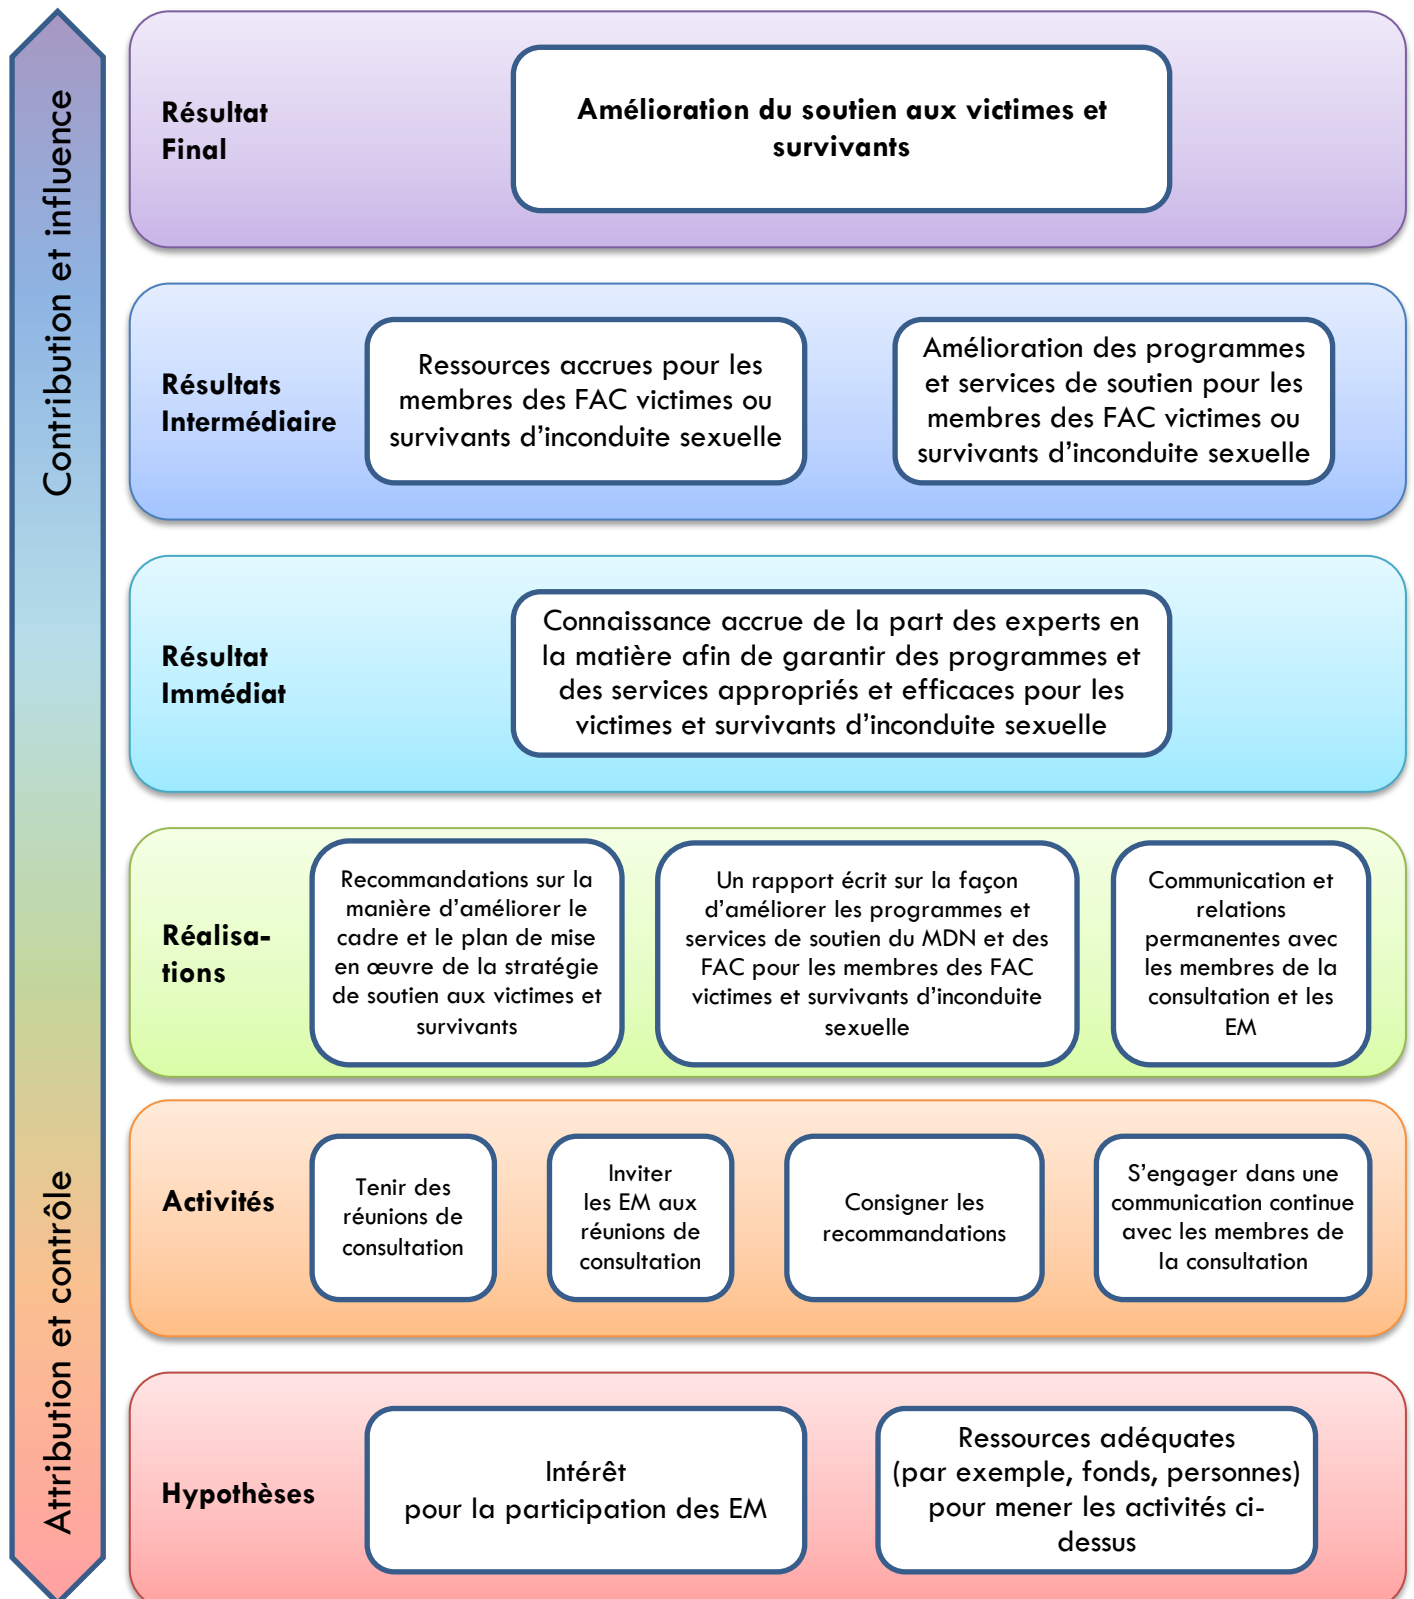 Contribution et influence
Attribution et contrôle
Résultat
Final
Amélioration du soutien aux victimes et
survivants
Résultats
Intermédiaire
Ressources accrues pour les
membres des FAC victimes ou
survivants d’inconduite sexuelle
Amélioration des programmes
et services de soutien pour les
membres des FAC victimes ou
survivants d’inconduite sexuelle
Résultat
Immédiat
Connaissance accrue de la part des experts en
la matière afin de garantir des programmes et
des services appropriés et efficaces pour les
victimes et survivants d’inconduite sexuelle
Réalisa-
tions
Recommandations sur la
manière d’améliorer le
cadre et le plan de mise
en œuvre de la stratégie
de soutien aux victimes et
survivants
Un rapport écrit sur la façon
d’améliorer les programmes et
services de soutien du MDN et des
FAC pour les membres des FAC
victimes et survivants d’inconduite
sexuelle
Communication et
relations
permanentes avec
les membres de la
consultation et les
EM
Activités
Tenir des
réunions de
consultation
Inviter
les EM aux
réunions de
consultation
Consigner les
recommandations
S’engager dans une
communication continue
avec les membres de
la consultation
Hypothèses
Intérêt
pour la participation des EM
Ressources adéquates
(par exemple, fonds, personnes)
pour mener les activités ci-
dessus